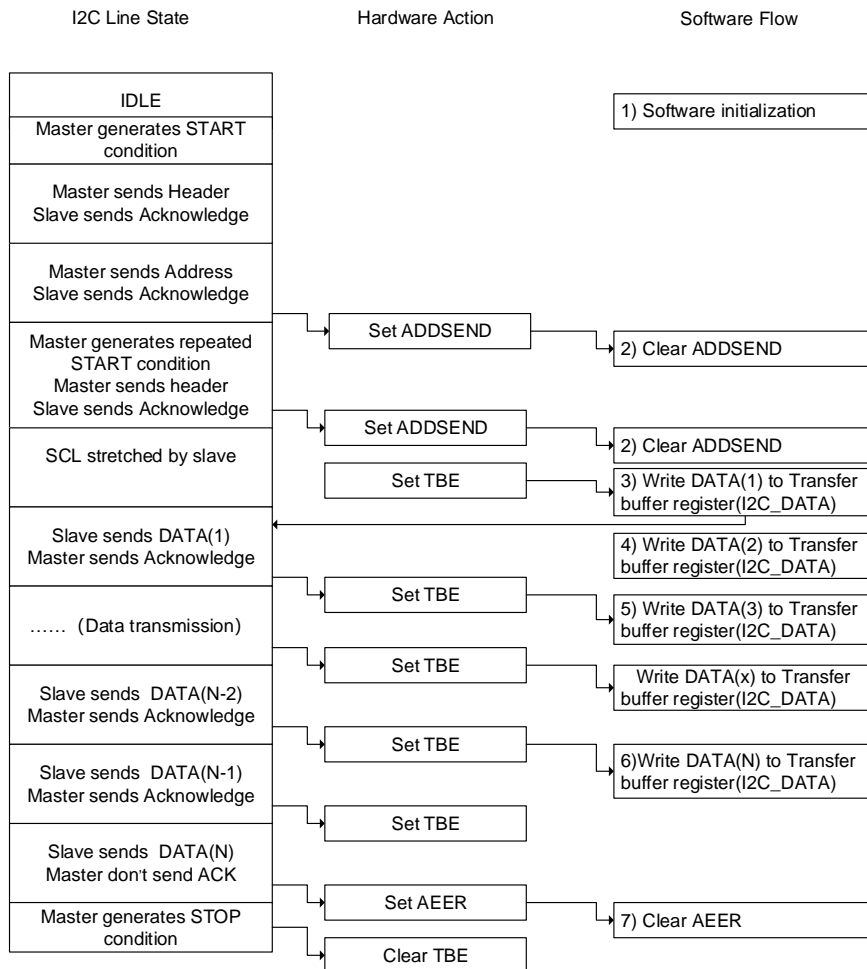 I2C Line State
Hardware Action
Software Flow
IDLE
1) Software initialization
Master generates START
condition
Master sends Header
Slave sends Acknowledge
Master sends Address
Slave sends Acknowledge
Set ADDSEND
2) Clear ADDSEND
Master generates repeated
START condition
Master sends header
Slave sends Acknowledge
Set ADDSEND
2) Clear ADDSEND
SCL stretched by slave
Set TBE
3) Write DATA(1) to Transfer
buffer register(I2C_DATA)
Slave sends DATA(1)
Master sends Acknowledge
4) Write DATA(2) to Transfer
buffer register(I2C_DATA)
Set TBE
5) Write DATA(3) to Transfer
buffer register(I2C_DATA)
...... (Data transmission)
Set TBE
Write DATA(x) to Transfer
buffer register(I2C_DATA)
Slave sends DATA(N-2)
Master sends Acknowledge
Set TBE
6)Write DATA(N) to Transfer
buffer register(I2C_DATA)
Slave sends DATA(N-1)
Master sends Acknowledge
Set TBE
Slave sends DATA(N)
Master don't send ACK
Set AEER
7) Clear AEER
Master generates STOP
condition
Clear TBE